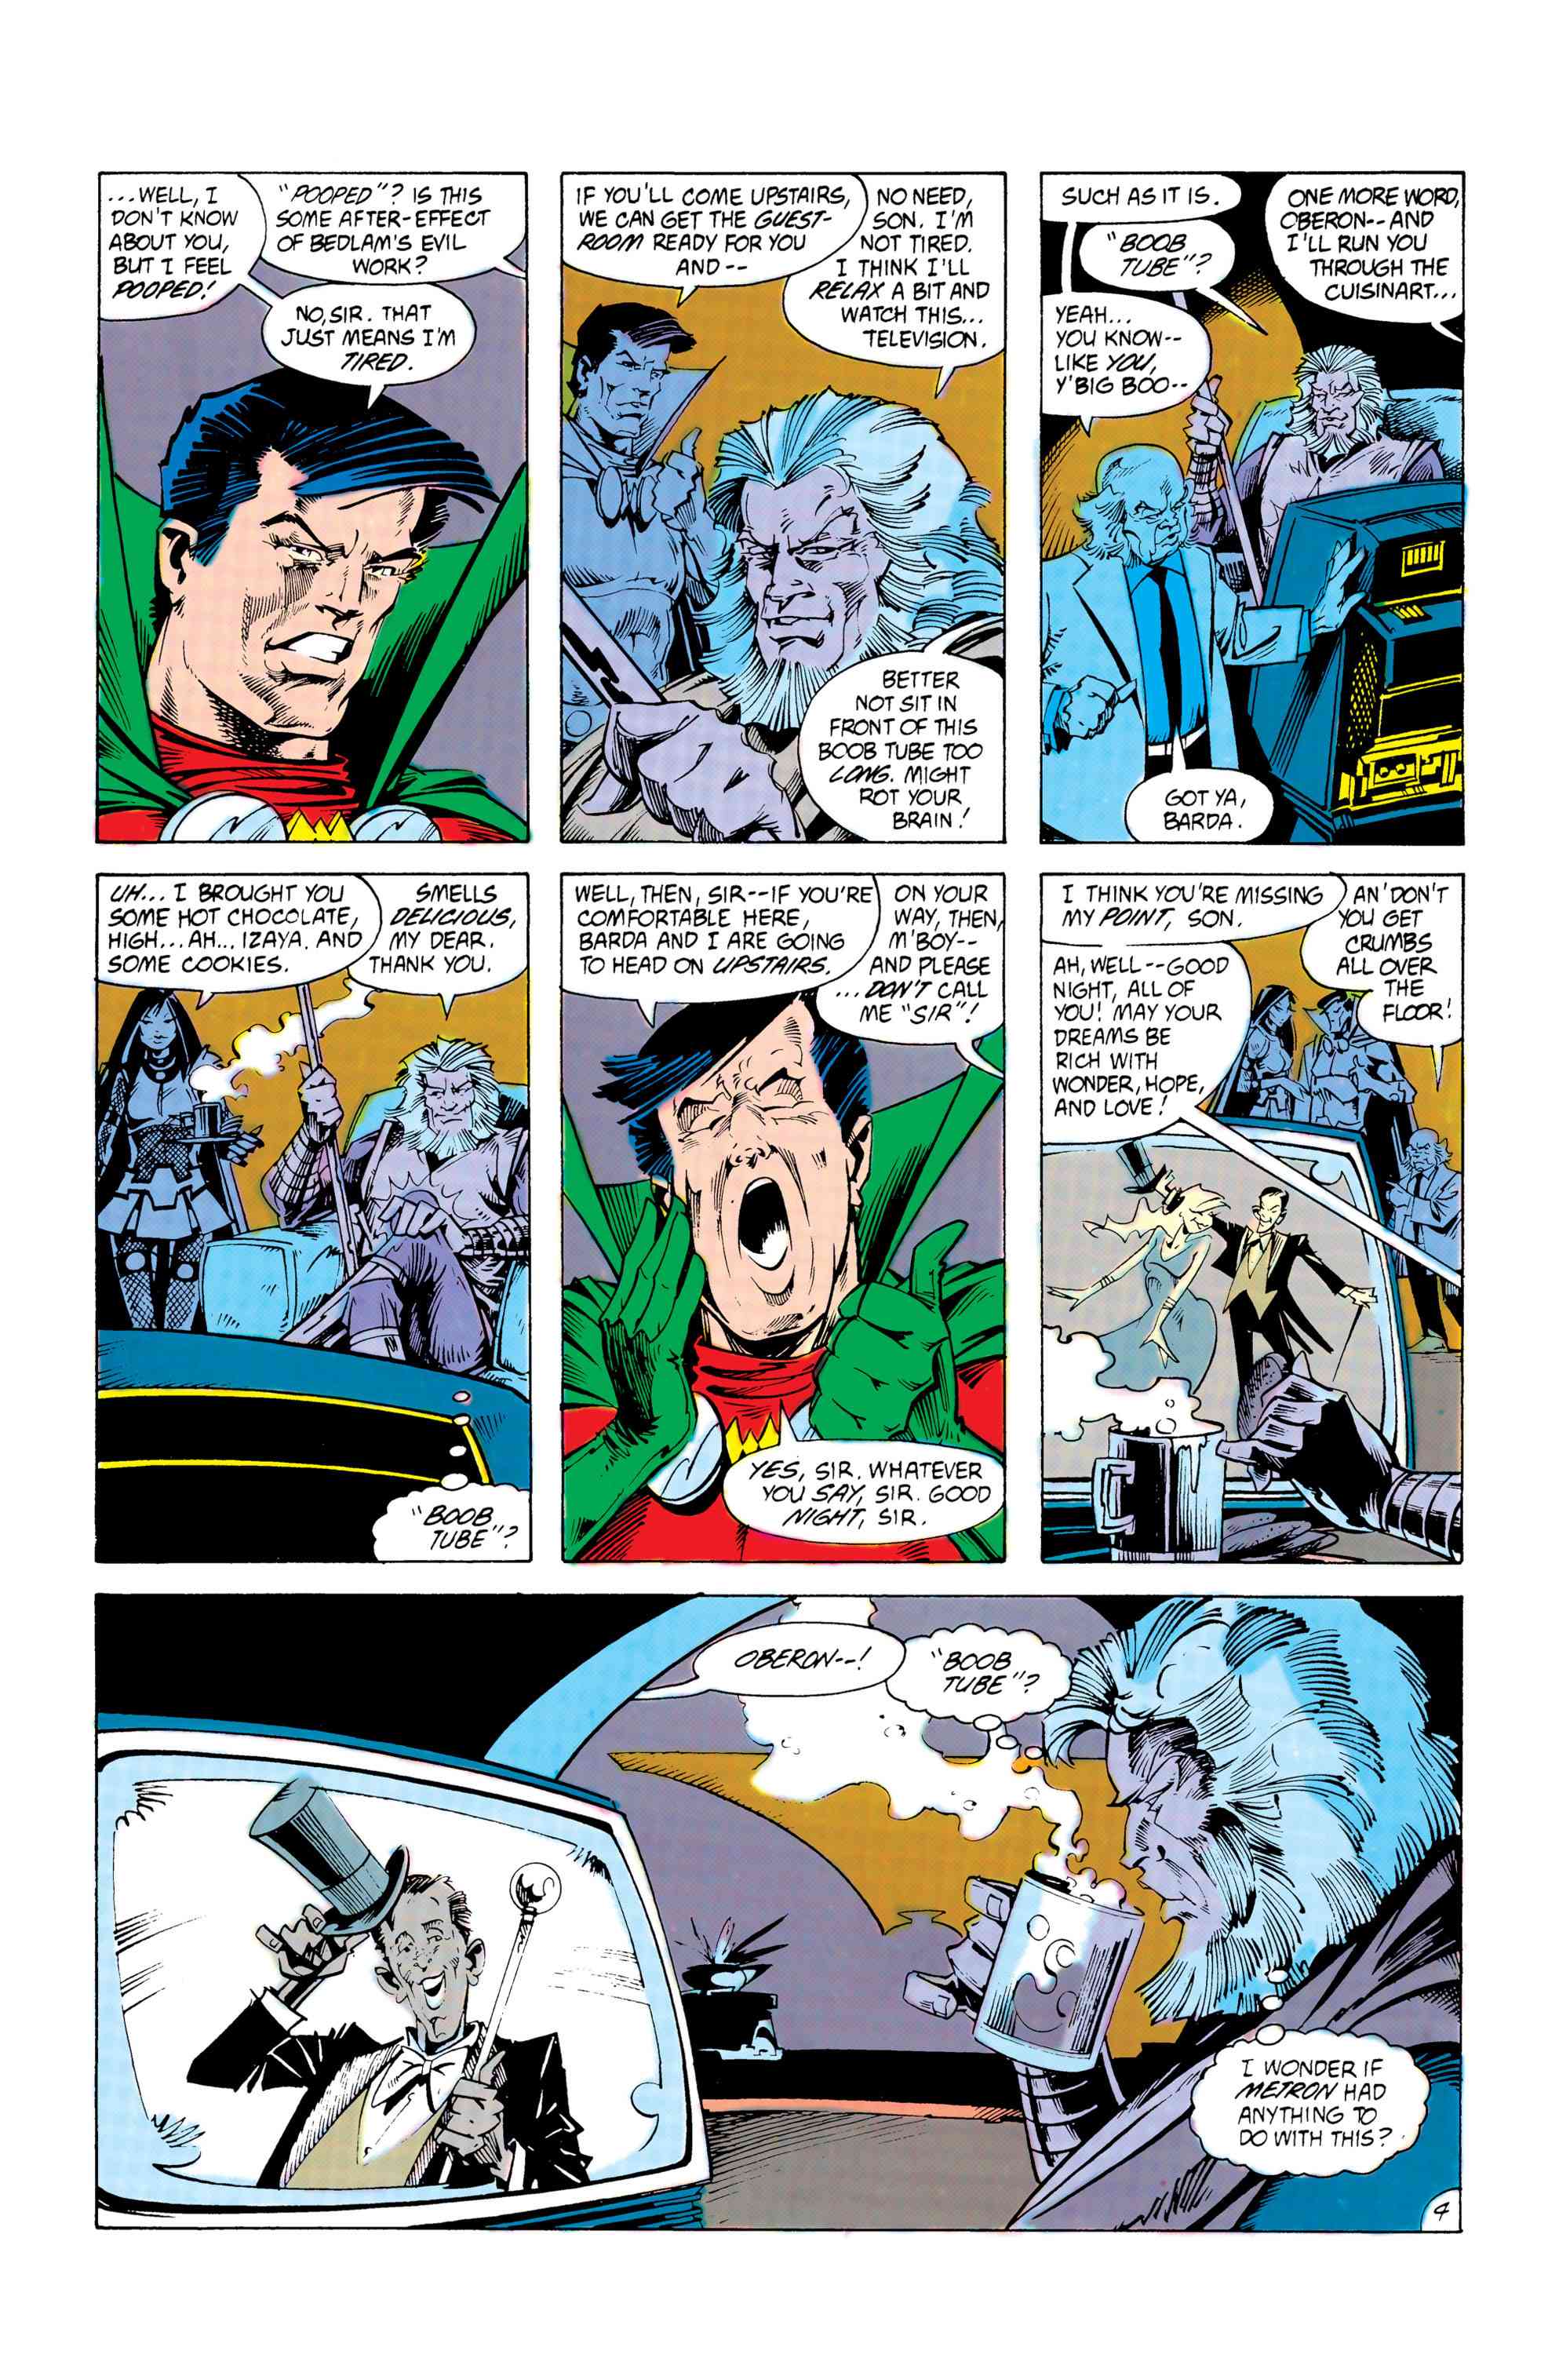 ...WELL, I
DON'T KNOW
ABOUT YOU,
BUT I FEEL
POOPED!
"POOPED"? IS THIS
SOME AFTER-EFFECT
OF BEDLAM'S EVIL
WORK?
NO, SIR. THAT
JUST MEANS I'M
TIRED.
IF YOU'LL COME UPSTAIRS,
WE CAN GET THE GUEST-
ROOM READY FOR YOU
AND--
NO NEED,
SON. I'M
NOT TIRED.
I THINK I'LL
RELAX A BIT AND
WATCH THIS...
TELEVISION.
BETTER
NOT SIT IN
FRONT OF THIS
BOOB TUBE TOO
LONG. MIGHT
ROT YOUR
BRAIN!
SUCH AS IT IS.
"BOOB
TUBE"?
YEAH...
YOU KNOW--
LIKE YOU,
Y'BIG BOO--
ONE MORE WORD,
OBERON-- AND
I'LL RUN YOU
THROUGH THE
CUISINART...
GOT YA,
BARDA.
UH... I BROUGHT YOU
SOME HOT CHOCOLATE,
HIGH...AH... IZAYA. AND
SOME COOKIES.
SMELLS
DELICIOUS,
MY DEAR.
THANK YOU.
"BOOB
TUBE"?
WELL, THEN, SIR--IF YOU'RE
COMFORTABLE HERE,
BARDA AND I ARE GOING
TO HEAD ON UPSTAIRS.
ON YOUR
WAY, THEN,
M'BOY--
AND PLEASE
...DON'T CALL
ME "SIR"!
YES, SIR. WHATEVER
YOU SAY, SIR. GOOD
NIGHT, SIR.
I THINK YOU'RE MISSING
MY POINT, SON.
AH, WELL--GOOD
NIGHT, ALL OF
YOU! MAY YOUR
DREAMS BE
RICH WITH
WONDER, HOPE,
AND LOVE!
AN' DON'T
YOU GET
CRUMBS
ALL OVER
THE
FLOOR!
OBERON--!
"BOOB
TUBE"?
I WONDER IF
METRON HAD
ANYTHING TO
DO WITH THIS?
4